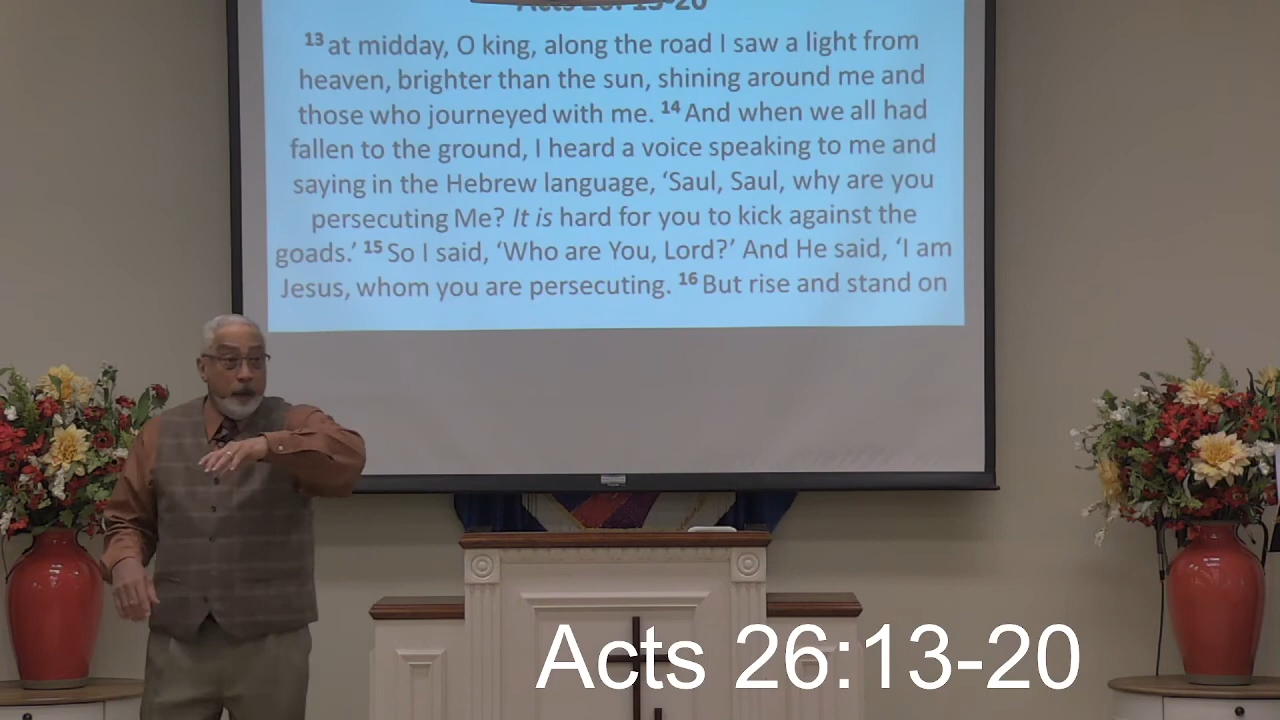 Acts 26: 13-20
13 at midday, O king, along the road I saw a light from
heaven, brighter than the sun, shining around me and
those who journeyed with me. 14 And when we all had
fallen to the ground, I heard a voice speaking to me and
saying in the Hebrew language, ‘Saul, Saul, why are you
persecuting Me? It is hard for you to kick against the
goads.’ 15 So I said, ‘Who are You, Lord?’ And He said, ‘I am
Jesus, whom you are persecuting. 16 But rise and stand on
Acts 26:13-20